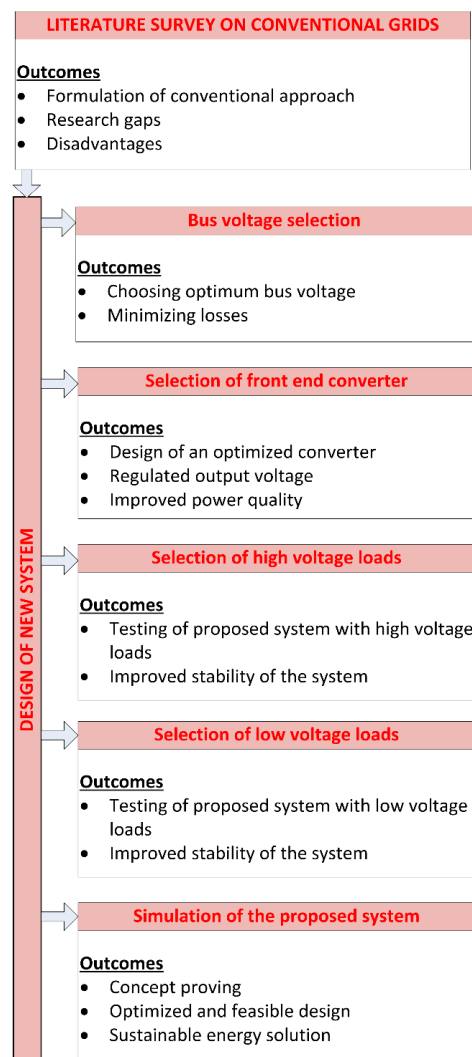 LITERATURE SURVEY ON CONVENTIONAL GRIDS
Outcomes
• Formulation of conventional approach
• Research gaps
• Disadvantages
DESIGN OF NEW SYSTEM
Bus voltage selection
Outcomes
• Choosing optimum bus voltage
• Minimizing losses
Selection of front end converter
Outcomes
• Design of an optimized converter
• Regulated output voltage
• Improved power quality
Selection of high voltage loads
Outcomes
• Testing of proposed system with high voltage
loads
• Improved stability of the system
Selection of low voltage loads
Outcomes
• Testing of proposed system with low voltage
loads
• Improved stability of the system
Simulation of the proposed system
Outcomes
• Concept proving
• Optimized and feasible design
• Sustainable energy solution